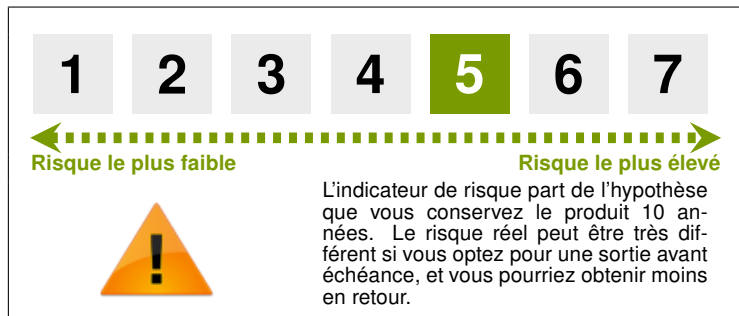 1 2 3 4 5 6 7
Risque le plus faible Risque le plus élevé
L'indicateur de risque part de l'hypothèse
que vous conservez le produit 10 an-
nées. Le risque réel peut être très dif-
férent si vous optez pour une sortie avant
échéance, et vous pourriez obtenir moins
en retour.